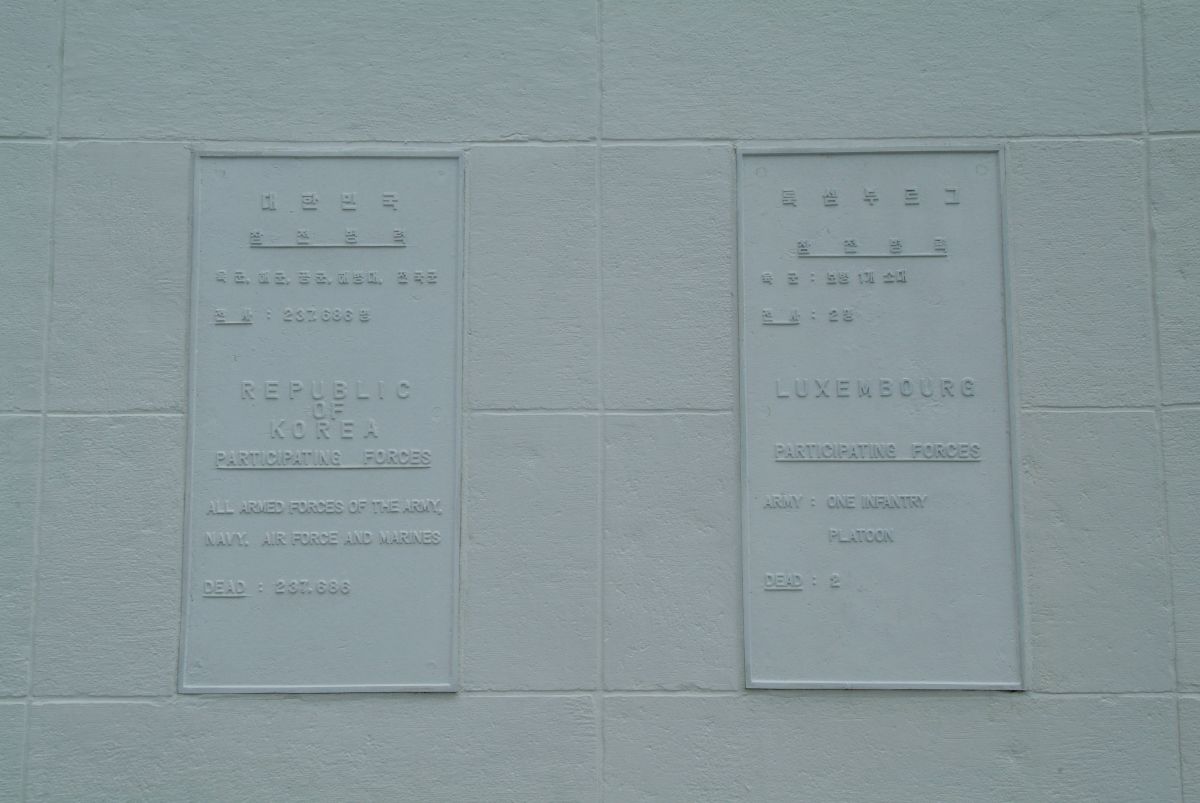 대한민국
참전병력
육군, 해군, 공군, 해병대, 전국군
전사 : 237.686명
REPUBLIC
OF
KOREA
PARTICIPATING FORCES
ALL ARMED FORCES OF THE ARMY,
NAVY. AIR FORCE AND MARINES
DEAD : 237.686
룩셈부르그
참전병력
육군 : 보병 1개 소대
전사 : 2명
LUXEMBOURG
PARTICIPATING FORCES
ARMY : ONE INFANTRY
PLATOON
DEAD : 2